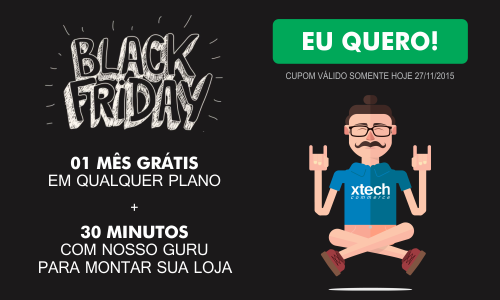 BLACK
FRIDAY
01 MÊS GRÁTIS
EM QUALQUER PLANO
+
30 MINUTOS
COM NOSSO GURU
PARA MONTAR SUA LOJA
EU QUERO!
CUPOM VÁLIDO SOMENTE HOJE 27/11/2015
xtech
commerce